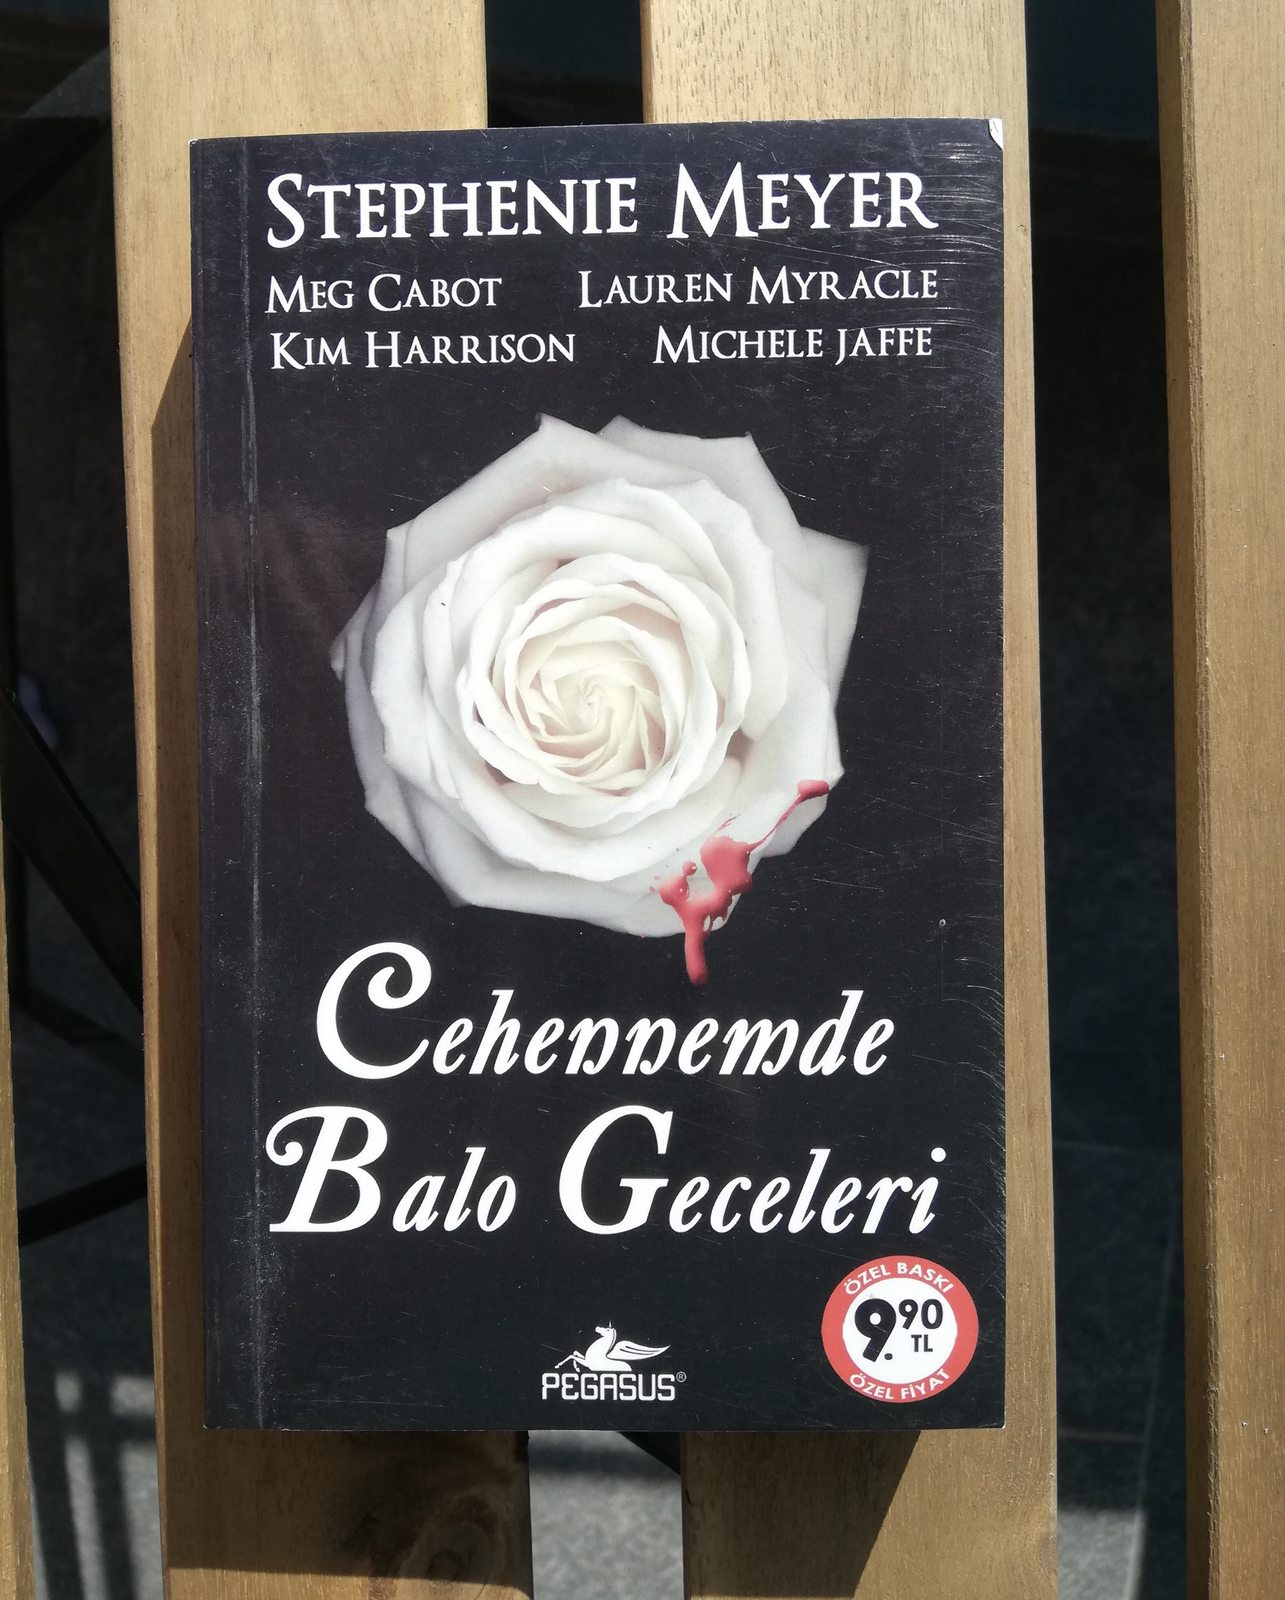 STEPHENIE MEYER
MEG CABOT LAUREN MYRACLE
KIM HARRISON MICHELE JAFFE
Cehennemde
Balo Geceleri
ÖZEL BASKI
9.90
TL
ÖZEL FİYAT
PEGASUS®